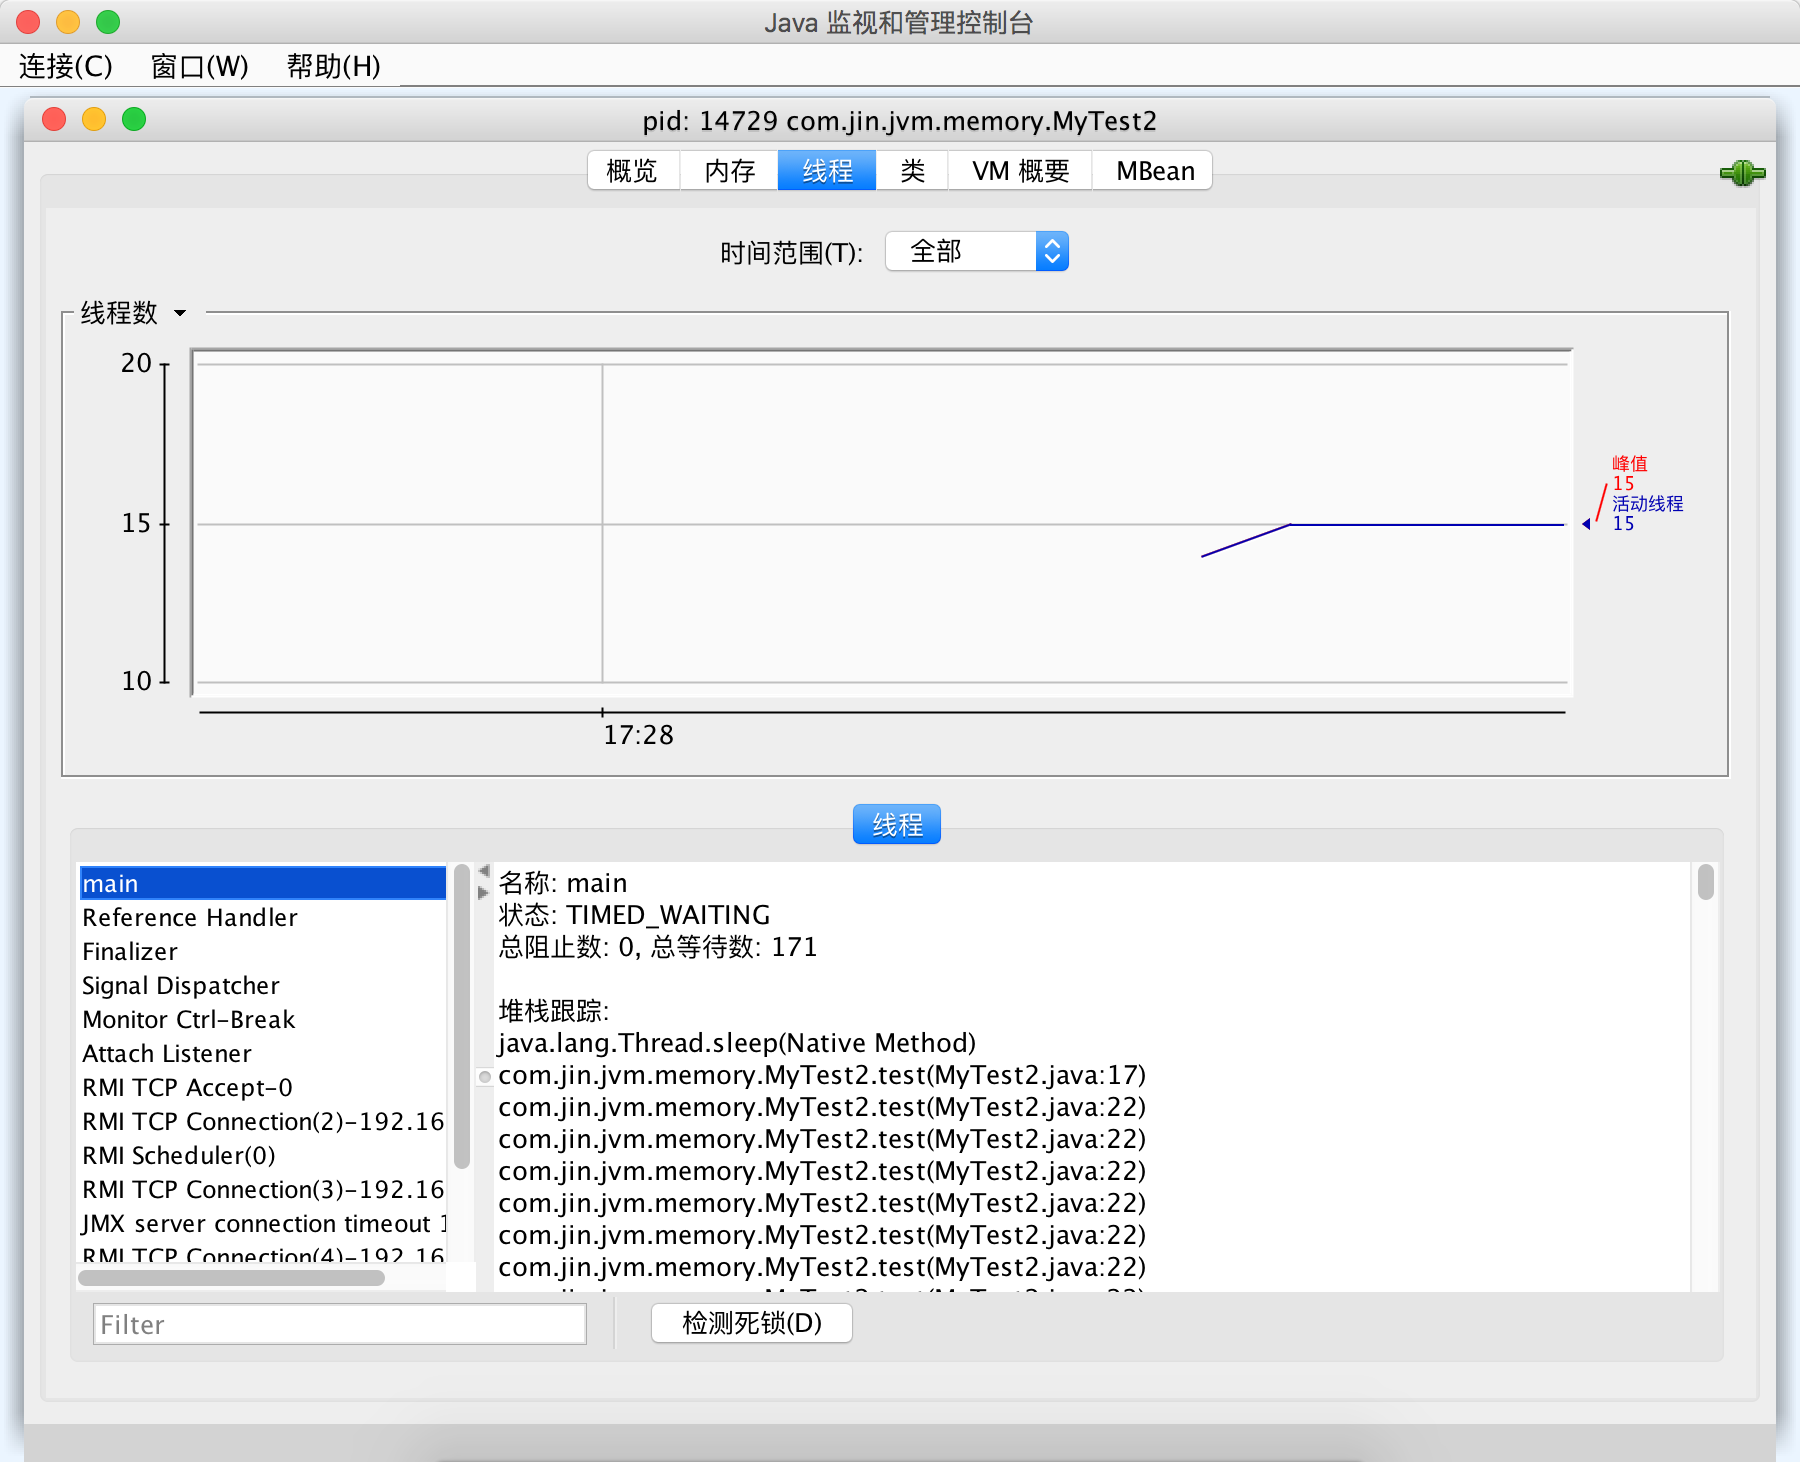 Java 监视和管理控制台
连接(C) 窗口(W) 帮助(H)
pid: 14729 com.jin.jvm.memory.MyTest2
概览 内存 线程 类 VM 概要 MBean
时间范围(T): 全部
线程数
20
15
10
17:28
峰值
15
活动线程
15
线程
main
Reference Handler
Finalizer
Signal Dispatcher
Monitor Ctrl-Break
Attach Listener
RMI TCP Accept-0
RMI TCP Connection(2)-192.16
RMI Scheduler(0)
RMI TCP Connection(3)-192.16
JMX server connection timeout 1
RMI TCP Connection(4)-192.16
名称: main
状态: TIMED_WAITING
总阻止数: 0, 总等待数: 171
堆栈跟踪:
java.lang.Thread.sleep(Native Method)
com.jin.jvm.memory.MyTest2.test(MyTest2.java:17)
com.jin.jvm.memory.MyTest2.test(MyTest2.java:22)
com.jin.jvm.memory.MyTest2.test(MyTest2.java:22)
com.jin.jvm.memory.MyTest2.test(MyTest2.java:22)
com.jin.jvm.memory.MyTest2.test(MyTest2.java:22)
com.jin.jvm.memory.MyTest2.test(MyTest2.java:22)
com.jin.jvm.memory.MyTest2.test(MyTest2.java:22)
Filter
检测死锁(D)